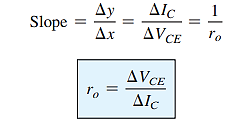 Slope = Δy/Δx = ΔI_C/ΔV_CE = 1/r_o
r_o = ΔV_CE/ΔI_C